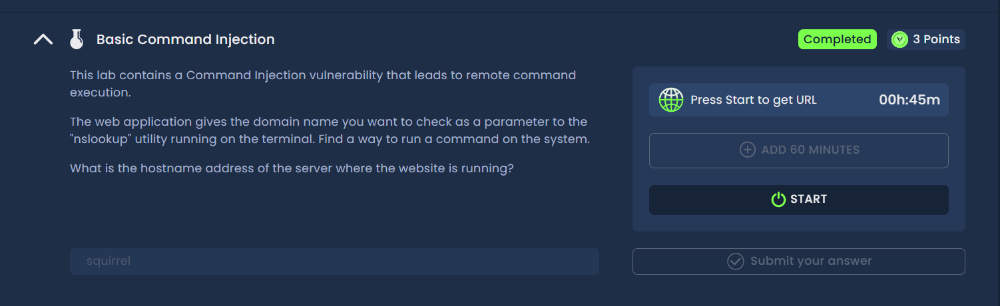 Basic Command Injection
Completed
3 Points
This lab contains a Command Injection vulnerability that leads to remote command
execution.
The web application gives the domain name you want to check as a parameter to the
"nslookup" utility running on the terminal. Find a way to run a command on the system.
What is the hostname address of the server where the website is running?
Press Start to get URL
00h:45m
ADD 60 MINUTES
START
squirrel
Submit your answer